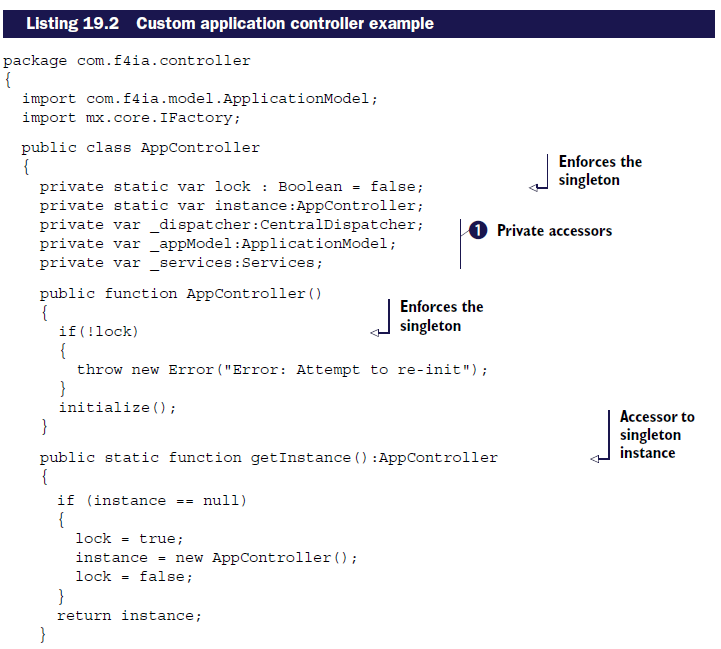 Listing 19.2 Custom application controller example
package com.f4ia.controller
{
import com.f4ia.model.ApplicationModel;
import mx.core.IFactory;
public class AppController
{
Enforces the
singleton
private static var lock : Boolean = false;
private static var instance:AppController;
private var _dispatcher:CentralDispatcher;
private var _appModel:ApplicationModel;
private var _services:Services;
1 Private accessors
public function AppController()
{
Enforces the
singleton
if(!lock)
{
throw new Error("Error: Attempt to re-init");
}
initialize();
}
Accessor to
singleton
instance
public static function getInstance():AppController
{
if (instance == null)
{
lock = true;
instance = new AppController();
lock = false;
}
return instance;
}